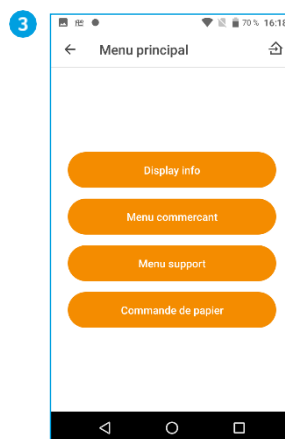 3
70 % 16:18
Menu principal
Display info
Menu commercant
Menu support
Commande de papier